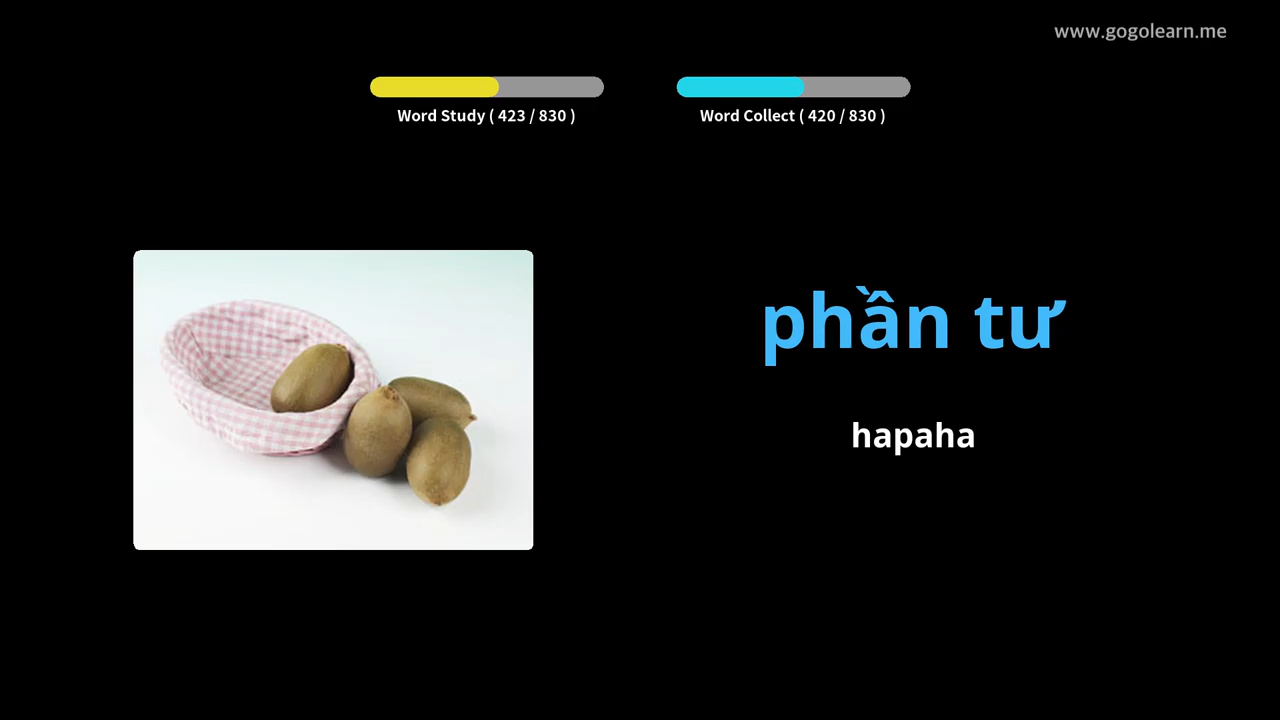 www.gogolearn.me
Word Study ( 423 / 830 )
Word Collect ( 420 / 830 )
phần tư
hapaha